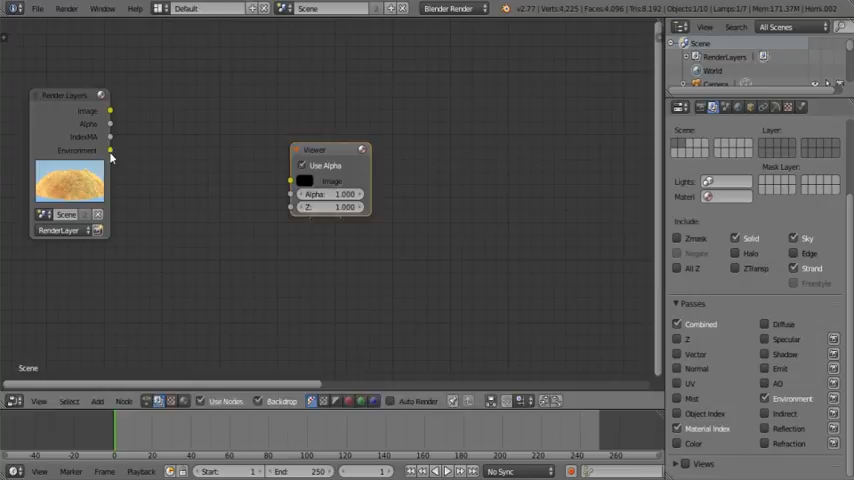 File Render Window Help Default Scene 2 Blender Render v2.77 | Verts:4,225 | Faces:4,096 | Tris:8,192 | Objects:1/10 | Lamps:0/1 | Mem:171.37M | Hemi.002
View Search All Scenes
Scene
RenderLayers
World
Camera
Render Layers
Image
Alpha
IndexMA
Environment
Scene 2
RenderLayer
Viewer
Use Alpha
Image
Alpha: 1.000
Z: 1.000
Scene
Scene: Layer:
Mask Layer:
Lights:
Materi
Include:
Zmask Solid Sky
Negate Halo Edge
All Z ZTransp Strand
Freestyle
Passes
Combined Diffuse
Z Specular
Vector Shadow
Normal Emit
UV AO
Mist Environment
Object Index Indirect
Material Index Reflection
Color Refraction
Views
View Select Add Node Use Nodes Backdrop Auto Render
-40 -20 0 20 40 60 80 100 120 140 160 180 200 220 240 260
View Marker Frame Playback Start: 1 End: 250 1 No Sync